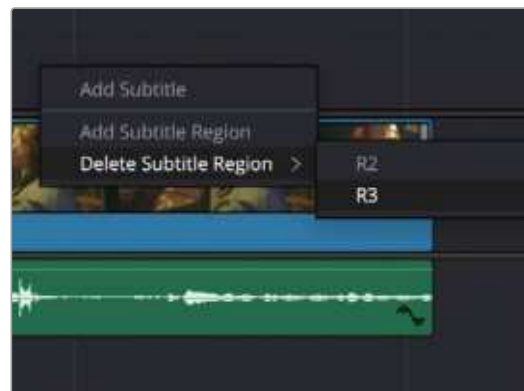 Add Subtitle
Add Subtitle Region
Delete Subtitle Region >
R2
R3